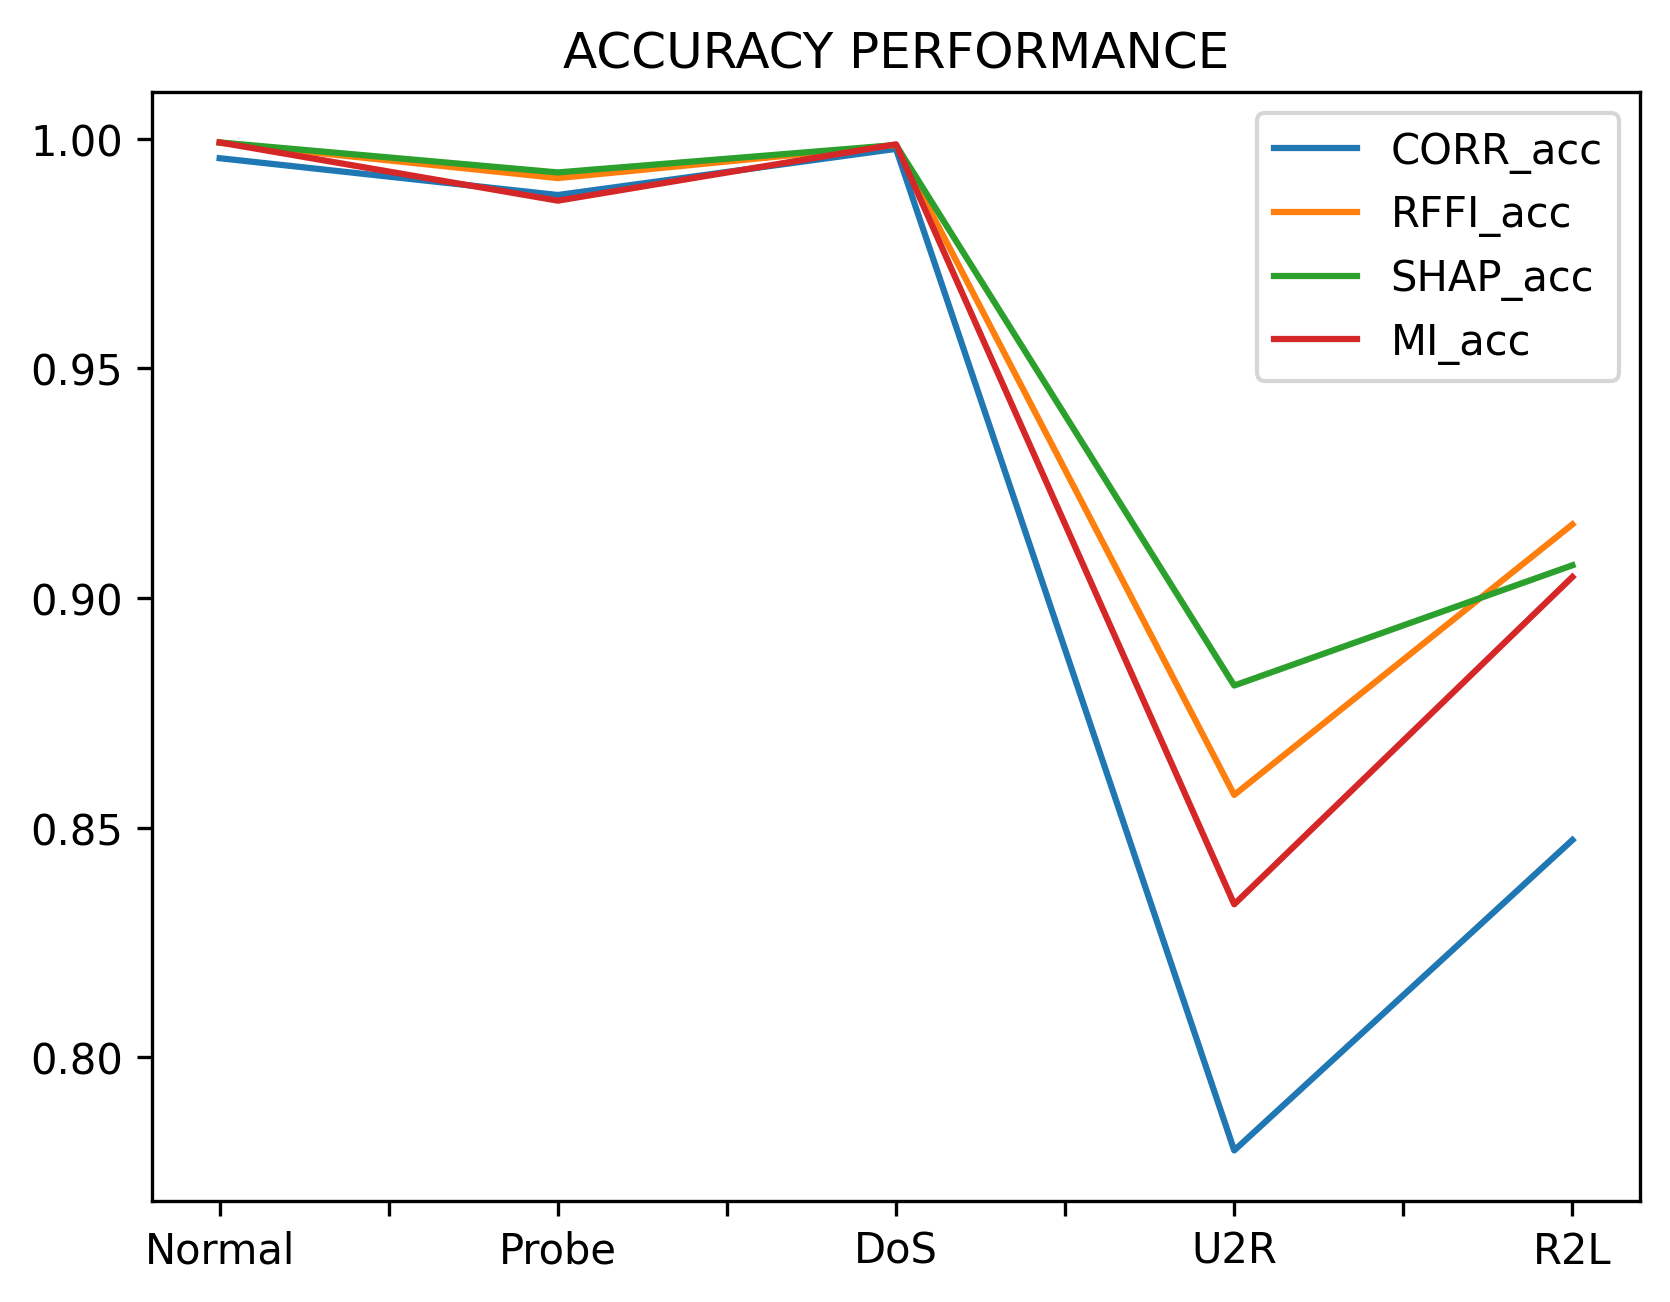 ACCURACY PERFORMANCE
1.00
0.95
0.90
0.85
0.80
CORR_acc
RFFI_acc
SHAP_acc
MI_acc
Normal Probe DoS U2R R2L